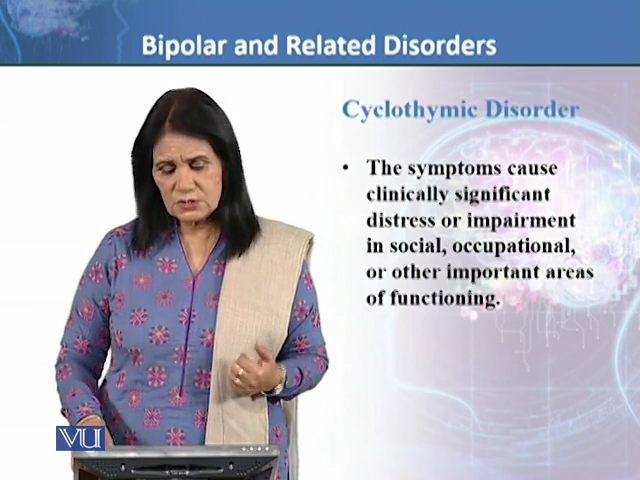 Bipolar and Related Disorders
Cyclothymic Disorder
• The symptoms cause
clinically significant
distress or impairment
in social, occupational,
or other important areas
of functioning.
VU